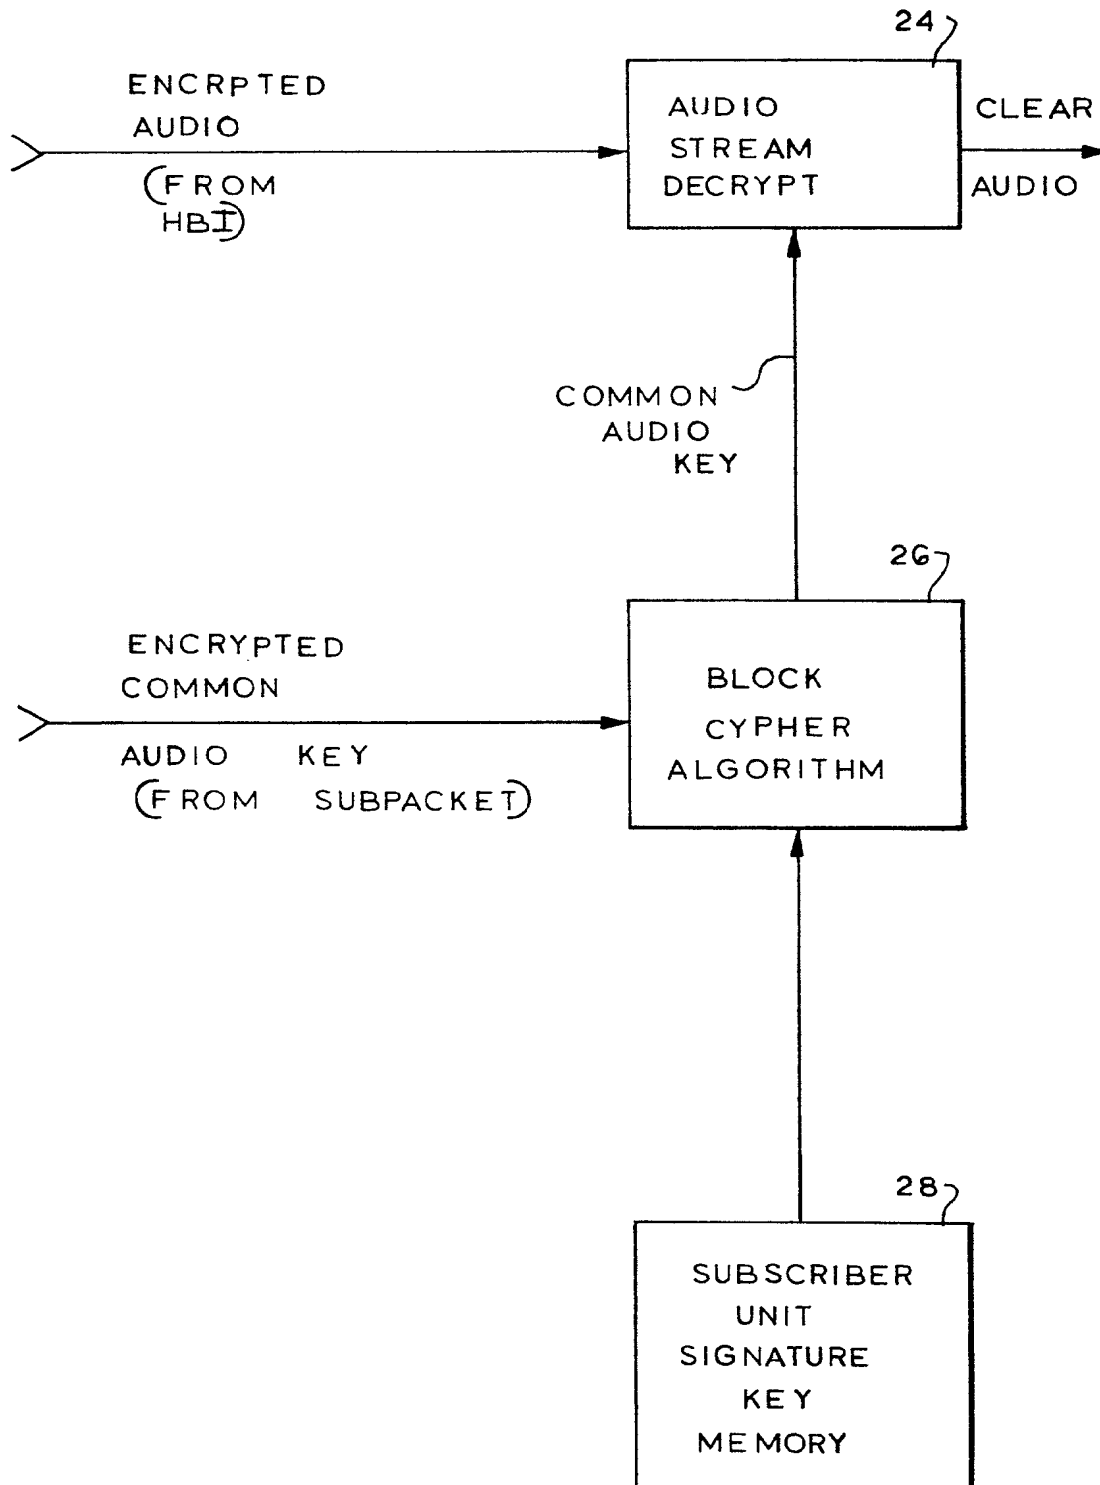 24
ENCRPTED
AUDIO
(FROM
HBI)
AUDIO
STREAM
DECRYPT
CLEAR
AUDIO
COMMON
AUDIO
KEY
26
ENCRYPTED
COMMON
AUDIO KEY
(FROM SUBPACKET)
BLOCK
CYPHER
ALGORITHM
28
SUBSCRIBER
UNIT
SIGNATURE
KEY
MEMORY